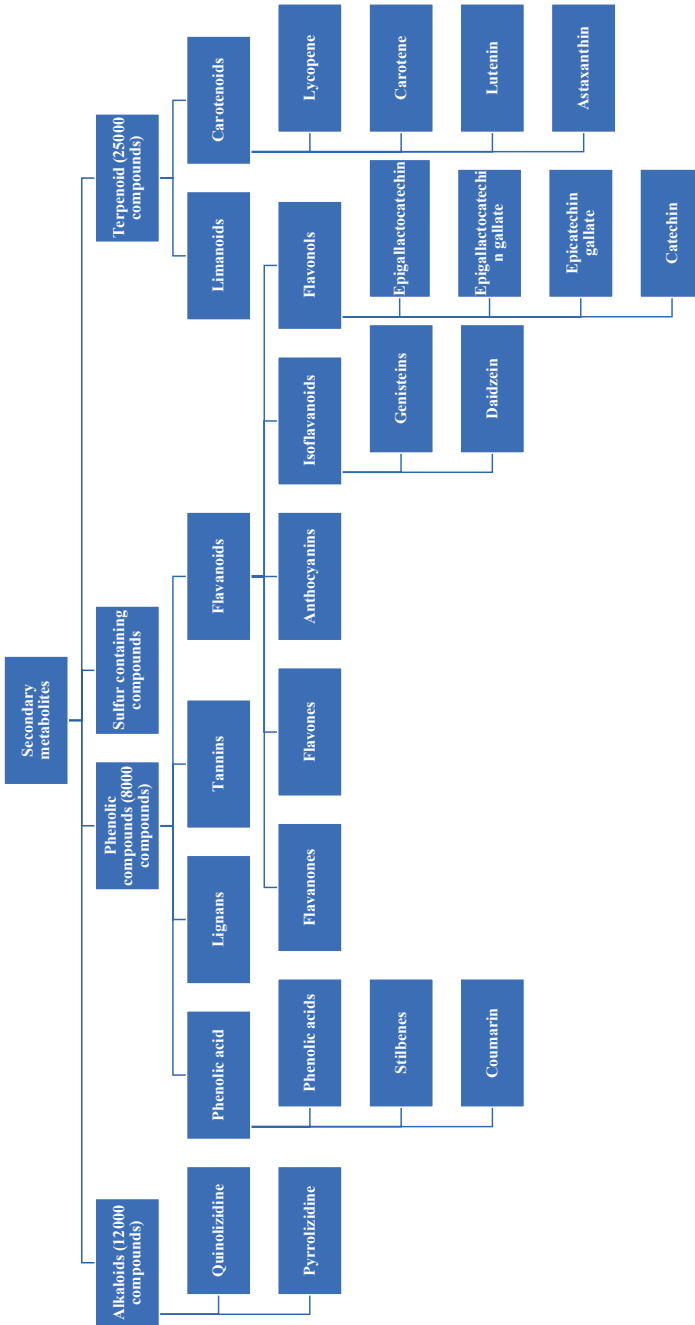 Secondary
metabolites
Alkaloids (12000
compounds)
Phenolic
compounds (8000
compounds)
Sulfur containing
compounds
Terpenoid (25000
compounds)
Quinolizidine
Pyrrolizidine
Phenolic acid
Lignans
Tannins
Flavanoids
Limanoids
Carotenoids
Phenolic acids
Stilbenes
Coumarin
Flavanones
Flavones
Anthocyanins
Isoflavanoids
Flavonols
Genisteins
Daidzein
Epigallactocatechin
Epigallactocatechi
n gallate
Epicatechin
gallate
Catechin
Lycopene
Carotene
Lutenin
Astaxanthin